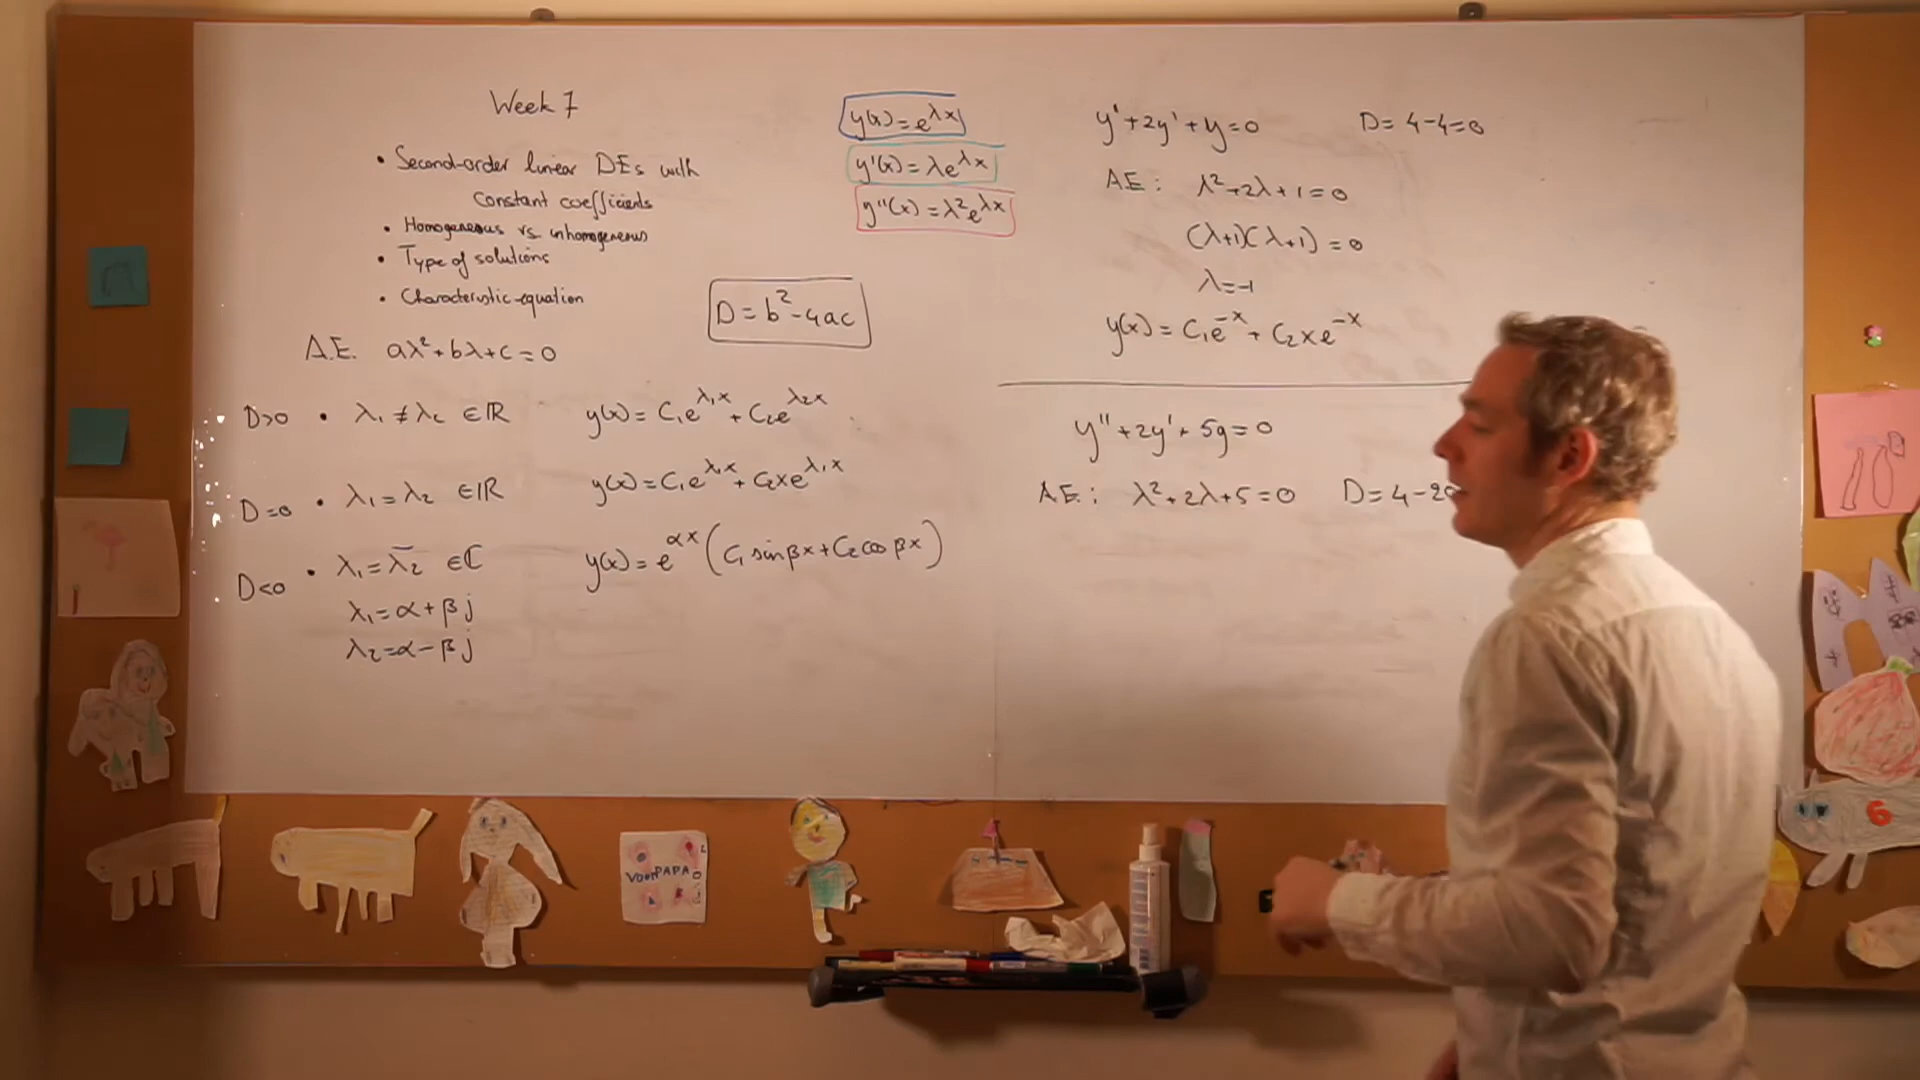 Week 7
• Second-order linear DEs with
constant coefficients
• Homogeneous vs inhomogeneous
• Type of solutions
• Characteristic equation
A.E. aλ²+bλ+c=0
D=b²-4ac
D>0 • λ₁ ≠ λ₂ ∈ℝ y(x)= C₁e^λ₁x + C₂e^λ₂x
D=0 • λ₁=λ₂ ∈ℝ y(x)=C₁e^λ₁x + C₂xe^λ₁x
D<0 • λ₁=λ̄₂ ∈ℂ y(x)= e^αx (C₁ sinβx+C₂ cos βx)
λ₁=α+βj
λ₂=α-βj
y(x)=e^λx
y'(x)=λe^λx
y''(x)=λ²e^λx
y'+2y'+y=0 D=4-4=0
A.E: λ²+2λ+1=0
(λ+1)(λ+1)=0
λ=-1
y(x)= C₁e^-x + C₂xe^-x
y''+2y'+5y=0
A.E: λ²+2λ+5=0 D=4-20
VOOR PAPA
6